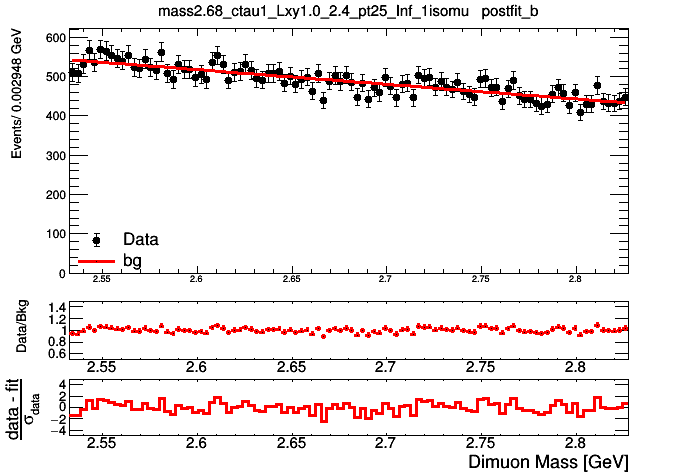 mass2.68_ctau1_Lxy1.0_2.4_pt25_Inf_1isomu postfit_b
Events/ 0.002948 GeV
600
500
400
300
200
100
0
Data
bg
2.55 2.6 2.65 2.7 2.75 2.8
Data/Bkg
1.4
1.2
1
0.8
0.6
2.55 2.6 2.65 2.7 2.75 2.8
data - fit
σdata
4
2
0
−2
−4
2.55 2.6 2.65 2.7 2.75 2.8
Dimuon Mass [GeV]